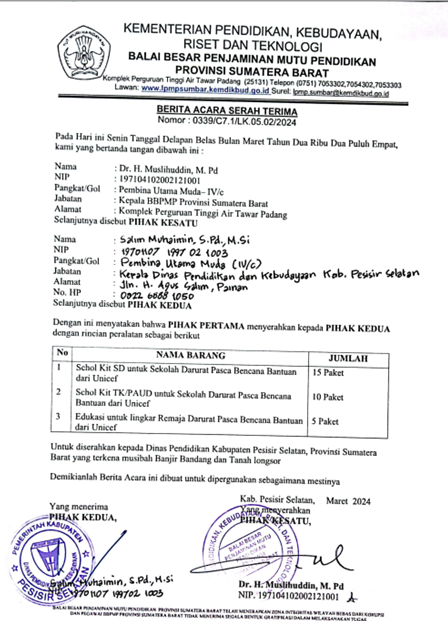 KEMENTERIAN PENDIDIKAN, KEBUDAYAAN,
RISET DAN TEKNOLOGI
BALAI BESAR PENJAMINAN MUTU PENDIDIKAN
PROVINSI SUMATERA BARAT
Komplek Perguruan Tinggi Air Tawar Padang (25131) Telepon (0751) 7053302,7054302,7053303
Lawan: www.lpmpsumbar.kemdikbud.go.id Surel: lpmp.sumbar@kemdikbud.go.id
BERITA ACARA SERAH TERIMA
Nomor : 0339/C7.1/LK.05.02/2024
Pada Hari ini Senin Tanggal Delapan Belas Bulan Maret Tahun Dua Ribu Dua Puluh Empat,
kami yang bertanda tangan dibawah ini :
Nama : Dr. H. Muslihuddin, M. Pd
NIP : 197104102002121001
Pangkat/Gol : Pembina Utama Muda– IV/c
Jabatan : Kepala BBPMP Provinsi Sumatera Barat
Alamat : Komplek Perguruan Tinggi Air Tawar Padang
Selanjutnya disebut PIHAK KESATU
Nama : Salim Muhaimin, S.Pd, M.Si
NIP : 19701107 1997 02 1003
Pangkat/Gol : Pembina Utama Muda (IV/c)
Jabatan : Kepala Dinas Pendidikan dan Kebudayaan Kab. Pesisir Selatan
Alamat : Jln. H. Agus Salim, Painan
No. HP : 0822 6888 1050
Selanjutnya disebut PIHAK KEDUA
Dengan ini menyatakan bahwa PIHAK PERTAMA menyerahkan kepada PIHAK KEDUA
dengan rincian peralatan sebagai berikut
No NAMA BARANG JUMLAH
1 Schol Kit SD untuk Sekolah Darurat Pasca Bencana Bantuan dari Unicef 15 Paket
2 Schol Kit TK/PAUD untuk Sekolah Darurat Pasca Bencana Bantuan dari Unicef 10 Paket
3 Edukasi untuk lingkar Remaja Darurat Pasca Bencana Bantuan dari Unicef 5 Paket
Untuk diserahkan kepada Dinas Pendidikan Kabupaten Pesisir Selatan, Provinsi Sumatera
Barat yang terkena musibah Banjir Bandang dan Tanah longsor
Demikianlah Berita Acara ini dibuat untuk dipergunakan sebagaimana mestinya
Kab. Pesisir Selatan, Maret 2024
Yang menerima Yang menyerahkan
PIHAK KEDUA, PIHAK KESATU,
PEMERINTAH KABUPATEN
PESISIR SELATAN
BALAI BESAR
PENJAMINAN MUTU
PENDIDIKAN
Salim Muhaimin, S.Pd, M.Si
NIP 19701107 199702 1003
Dr. H. Muslihuddin, M. Pd
NIP. 197104102002121001
BALAI BESAR PENJAMINAN MUTU PENDIDIKAN PROVINSI SUMATERA BARAT TELAH MENERAPKAN ZONA INTEGRITAS WILAYAH BEBAS DARI KORUPSI
DAN PEGAWAI BBPMP PROVINSI SUMATERA BARAT TIDAK MENERIMA SEGALA BENTUK GRATIFIKASI DALAM MELAKSANAKAN TUGAS